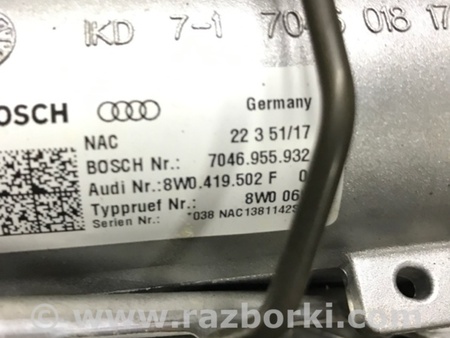 IKD 7-1 7046 018 17
BOSCH Germany
NAC 22 3 51/17
BOSCH Nr.: 7046.955.932
Audi Nr.: 8W0.419.502 F
Typpruef Nr.: 8W0 06
Serien Nr.: *038 NAC1381142
© www.razborki.com